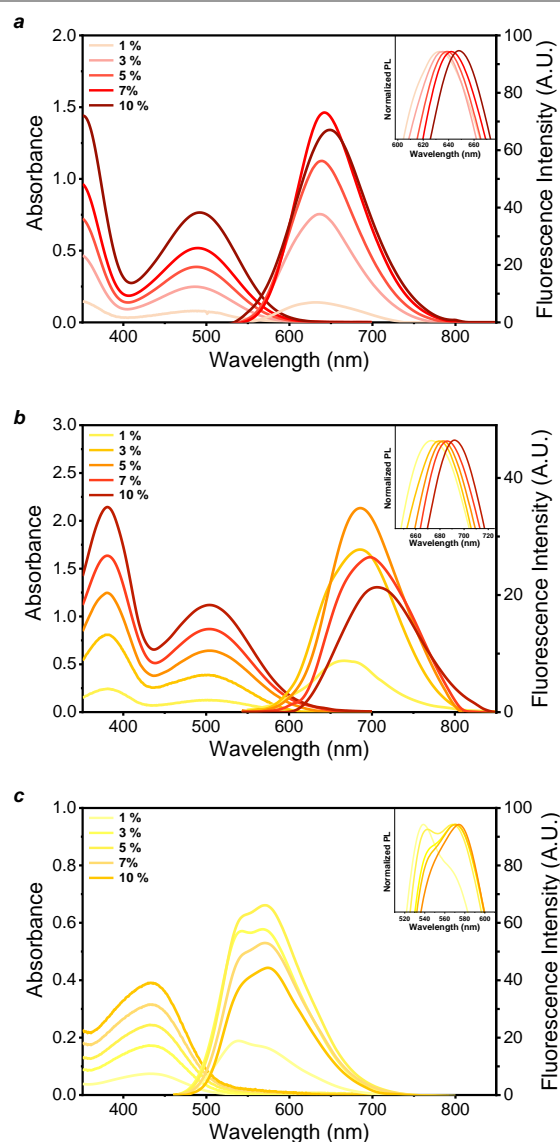 a
2.0
1.5
1.0
0.5
0.0
Absorbance
1 %
3 %
5 %
7%
10 %
100
80
60
40
20
0
Fluorescence Intensity (A.U.)
400 500 600 700 800
Wavelength (nm)
Normalized PL
600 620 640 660
Wavelength (nm)
b
3.0
2.5
2.0
1.5
1.0
0.5
0.0
Absorbance
1 %
3 %
5 %
7 %
10 %
40
20
0
Fluorescence Intensity (A.U.)
400 500 600 700 800
Wavelength (nm)
Normalized PL
660 680 700 720
Wavelength (nm)
c
1.0
0.8
0.6
0.4
0.2
0.0
Absorbance
1 %
3 %
5 %
7%
10 %
100
80
60
40
20
0
Fluorescence Intensity (A.U.)
400 500 600 700 800
Wavelength (nm)
Normalized PL
520 540 560 580 600
Wavelength (nm)